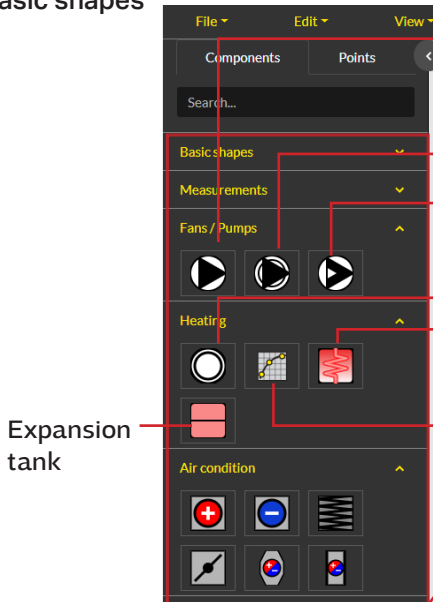 asic shapes
File Edit View
Components Points
Search...
Basic shapes
Measurements
Fans / Pumps
Heating
Expansion
tank
Air condition